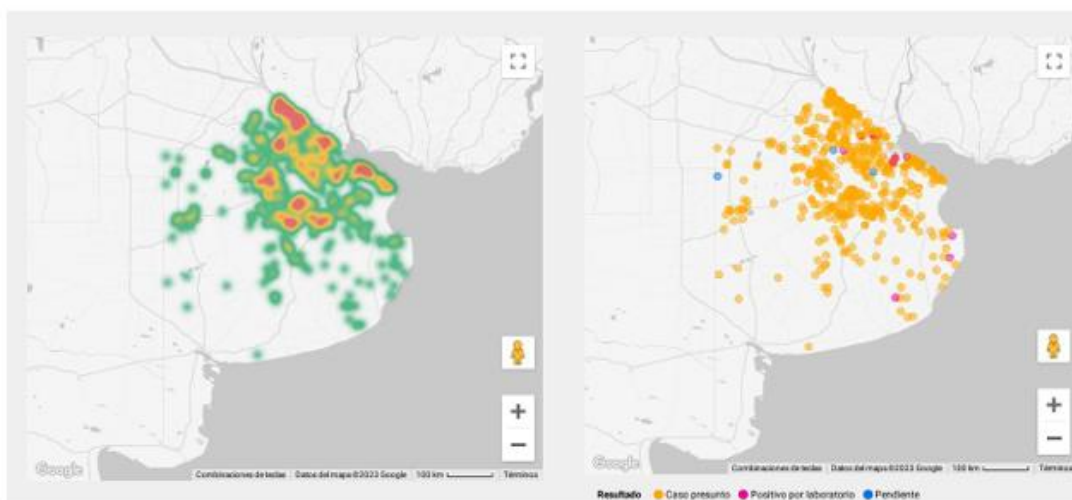 Google
Combinaciones de teclas
Datos del mapa ©2023 Google
100 km
Términos
Google
Combinaciones de teclas
Datos del mapa ©2023 Google
100 km
Términos
Resultado Caso presunto Positivo por laboratorio Pendiente